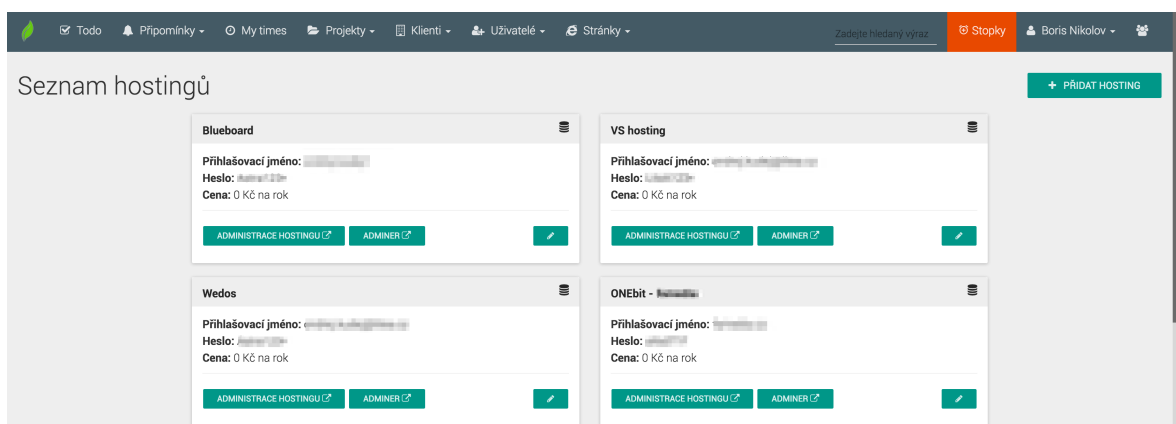 Todo Připomínky My times Projekty Klienti Uživatelé Stránky Zadejte hledaný výraz Stopky Boris Nikolov
Seznam hostingů
+ PŘIDAT HOSTING
Blueboard
Přihlašovací jméno:
Heslo:
Cena: 0 Kč na rok
ADMINISTRACE HOSTINGU ADMINER
VS hosting
Přihlašovací jméno:
Heslo:
Cena: 0 Kč na rok
ADMINISTRACE HOSTINGU ADMINER
Wedos
Přihlašovací jméno:
Heslo:
Cena: 0 Kč na rok
ADMINISTRACE HOSTINGU ADMINER
ONEbit -
Přihlašovací jméno:
Heslo:
Cena: 0 Kč na rok
ADMINISTRACE HOSTINGU ADMINER